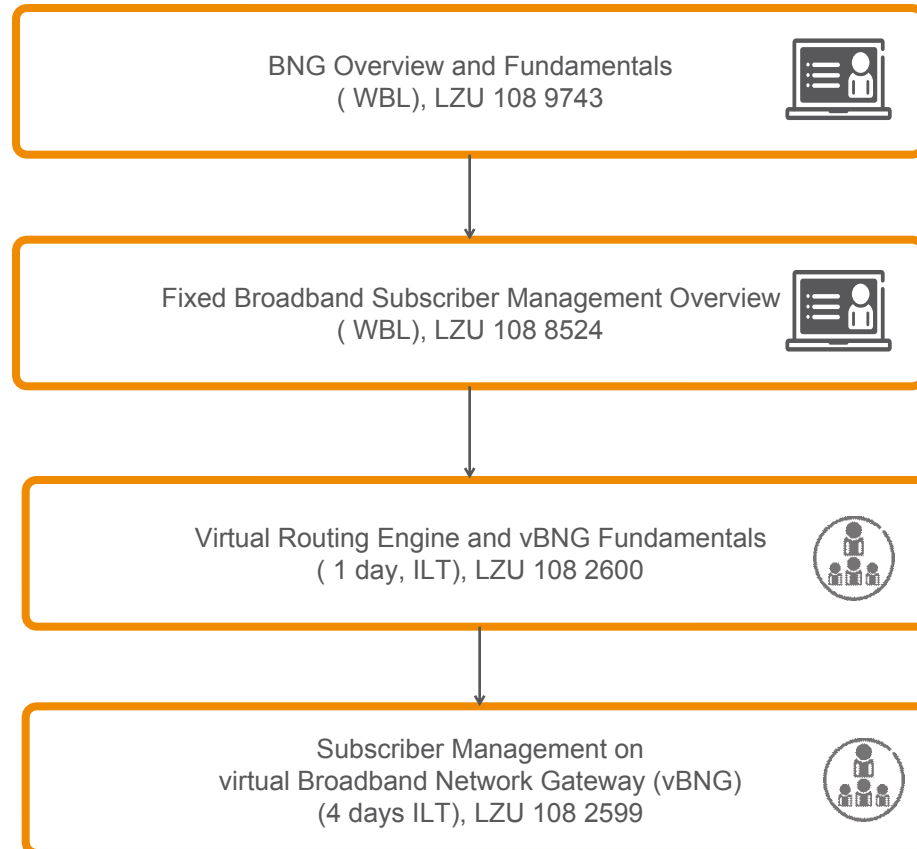 BNG Overview and Fundamentals
( WBL), LZU 108 9743
Fixed Broadband Subscriber Management Overview
( WBL), LZU 108 8524
Virtual Routing Engine and vBNG Fundamentals
( 1 day, ILT), LZU 108 2600
Subscriber Management on
virtual Broadband Network Gateway (vBNG)
(4 days ILT), LZU 108 2599